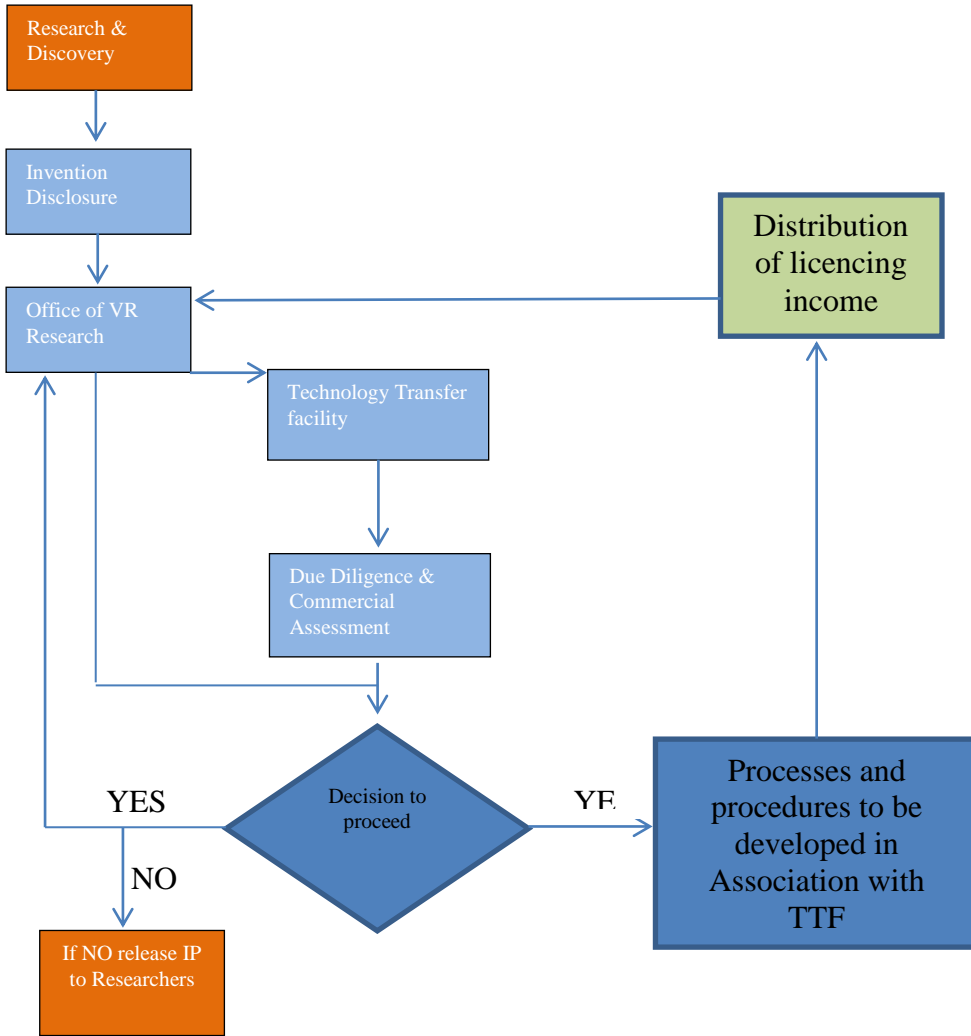 Research &
Discovery
Invention
Disclosure
Office of VR
Research
Distribution
of licencing
income
Technology Transfer
facility
Due Diligence &
Commercial
Assessment
Decision to
proceed
YES
YE
NO
Processes and
procedures to be
developed in
Association with
TTF
If NO release IP
to Researchers